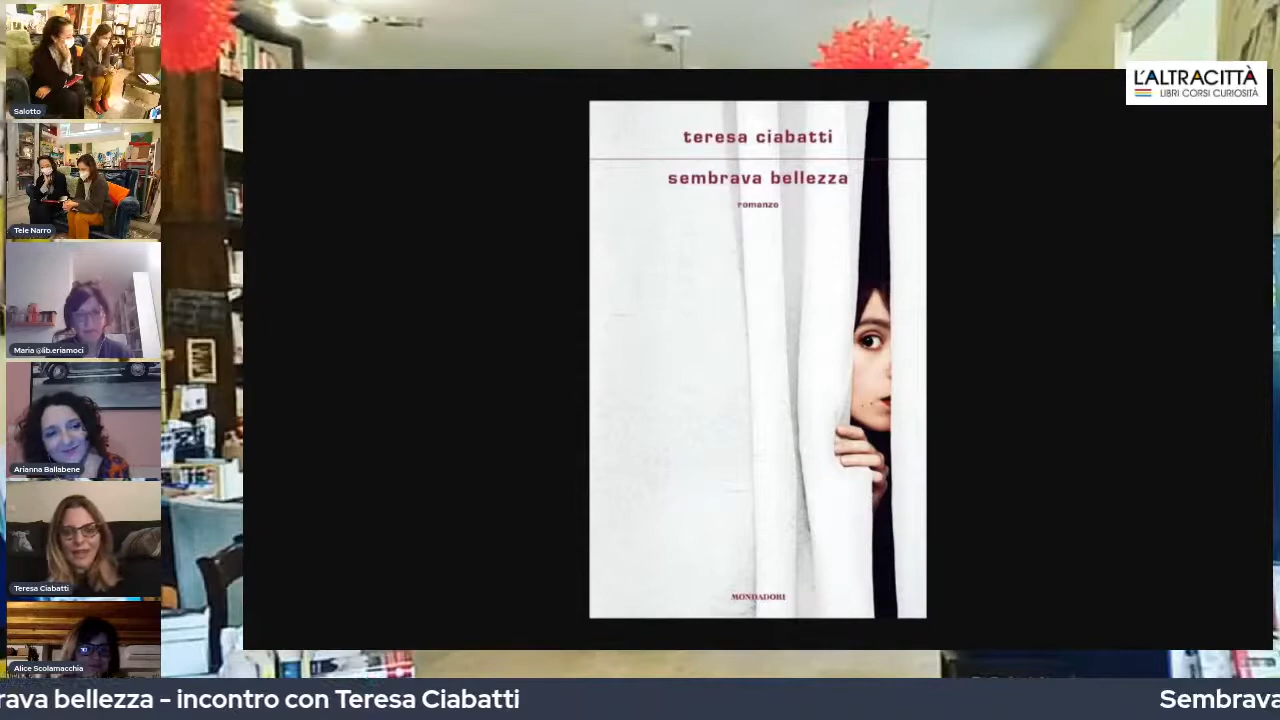 Salotto
Tele Narro
Maria @lib.eriamoci
Arianna Ballabene
Teresa Ciabatti
Alice Scolamacchia
L'ALTRACITTÀ
LIBRI CORSI CURIOSITÀ
teresa ciabatti
sembrava bellezza
romanzo
MONDADORI
rava bellezza - incontro con Teresa Ciabatti
Sembrava